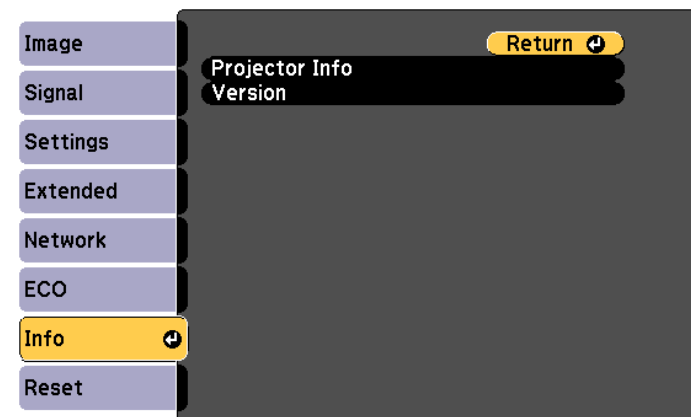 Image
Signal
Settings
Extended
Network
ECO
Info
Reset
Return
Projector Info
Version